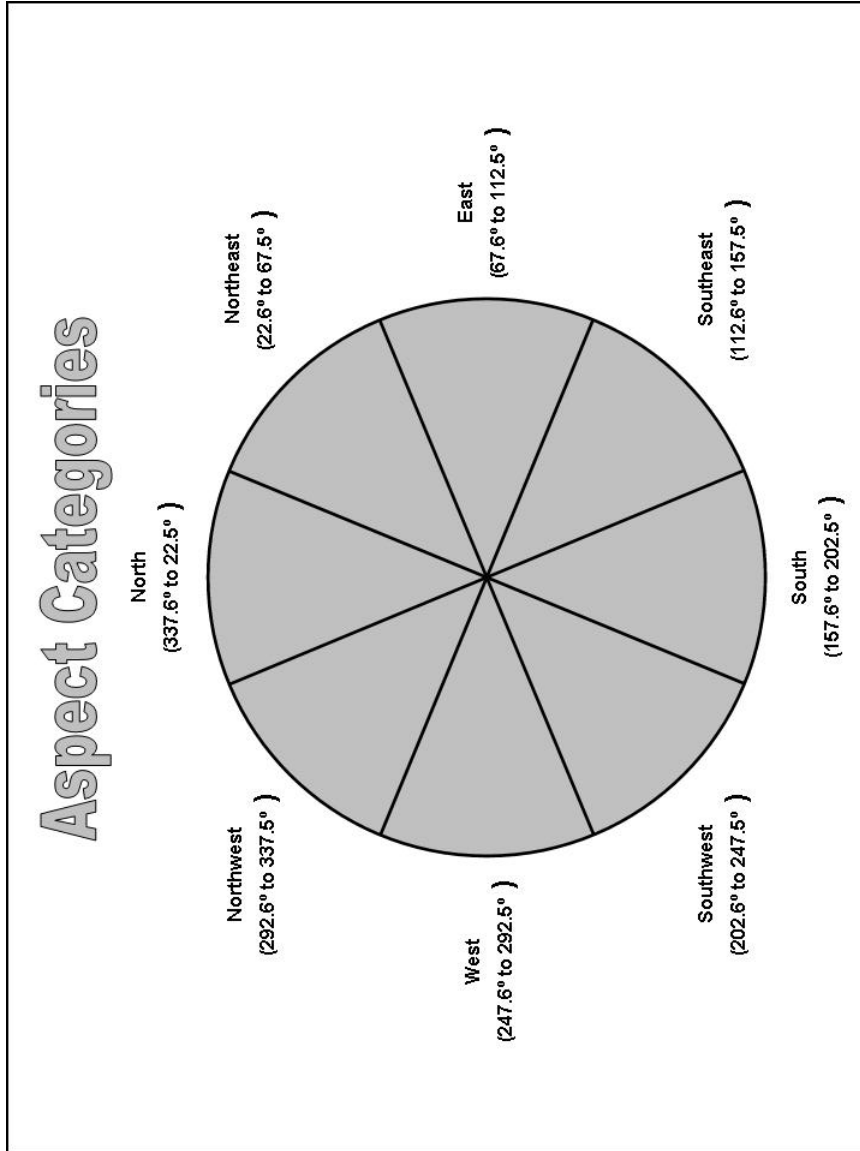 Aspect Categories
North
(337.6º to 22.5º )
Northeast
(22.6º to 67.5º )
East
(67.6º to 112.5º )
Southeast
(112.6º to 157.5º )
South
(157.6º to 202.5º )
Southwest
(202.6º to 247.5º )
West
(247.6º to 292.5º )
Northwest
(292.6º to 337.5º )